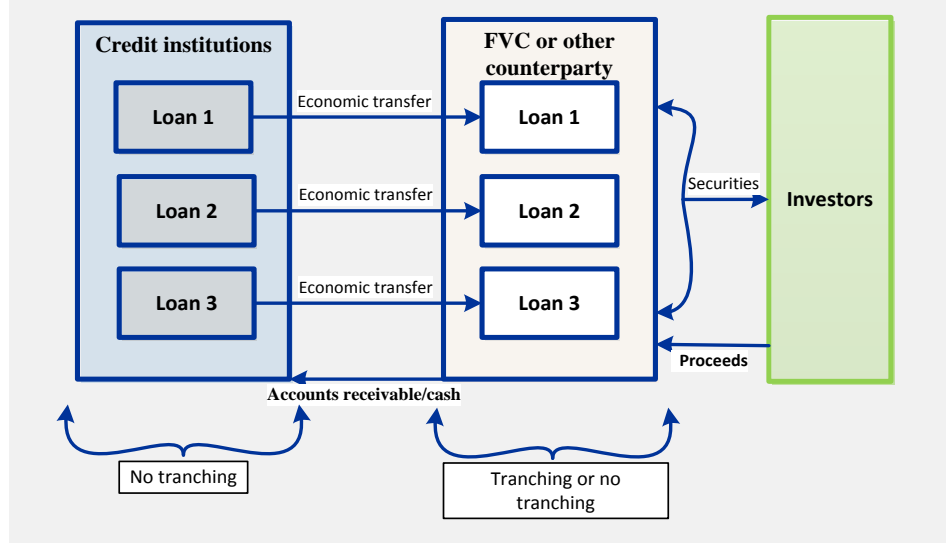 Credit institutions
FVC or other
counterparty
Loan 1
Economic transfer
Loan 1
Loan 2
Economic transfer
Loan 2
Securities
Investors
Loan 3
Economic transfer
Loan 3
Proceeds
Accounts receivable/cash
No tranching
Tranching or no
tranching